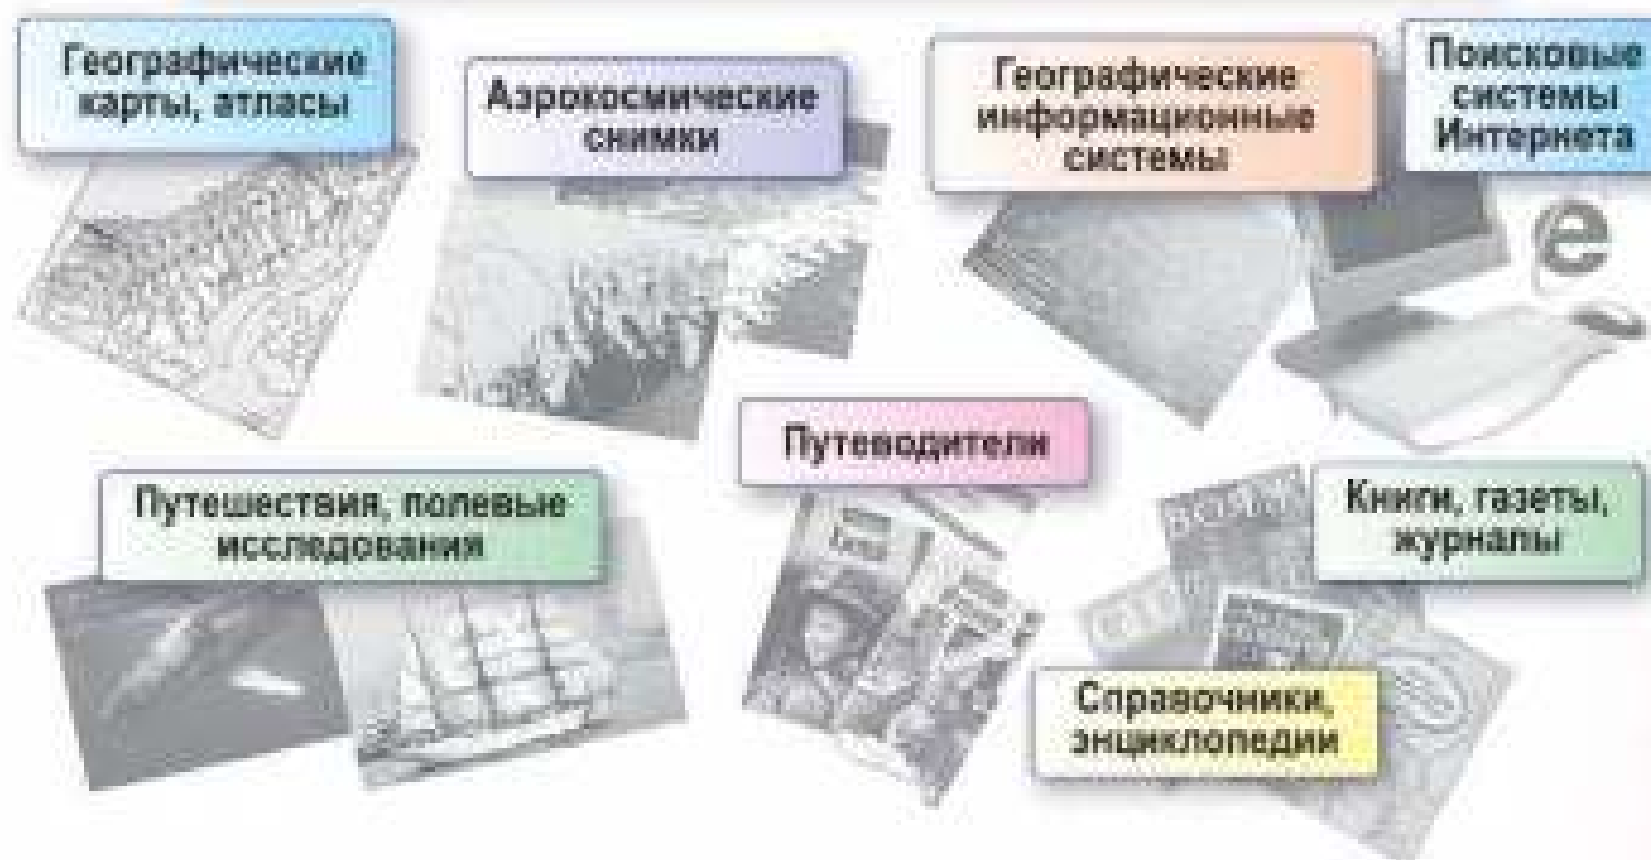 Географические
карты, атласы
Аэрокосмические
снимки
Географические
информационные
системы
Поисковые
системы
Интернета
e
Путеводители
Путешествия, полевые
исследования
Книги, газеты,
журналы
Справочники,
энциклопедии